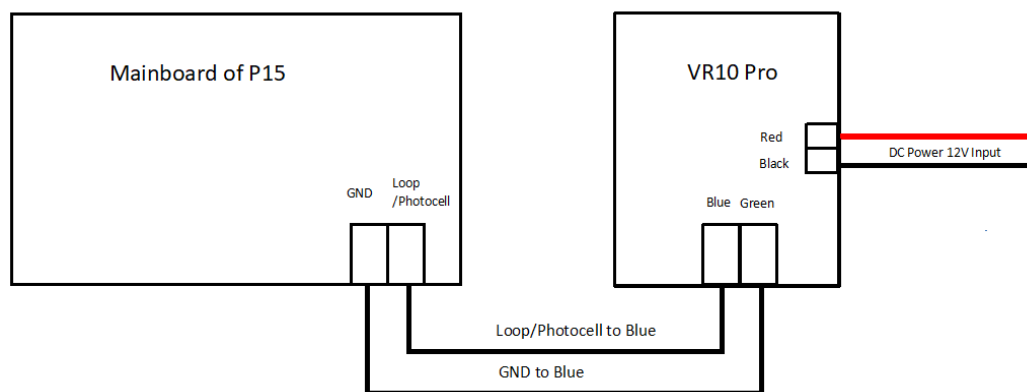 Mainboard of P15
VR10 Pro
Red
DC Power 12V Input
Black
GND
Loop
/Photocell
Blue
Green
Loop/Photocell to Blue
GND to Blue